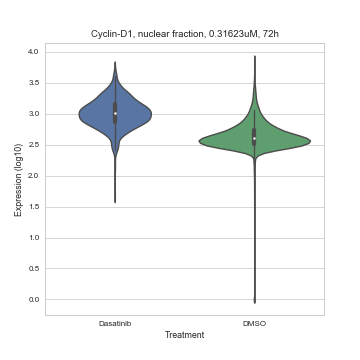 Cyclin-D1, nuclear fraction, 0.31623uM, 72h
4.0
3.5
3.0
2.5
2.0
1.5
1.0
0.5
0.0
Expression (log10)
Dasatinib DMSO
Treatment